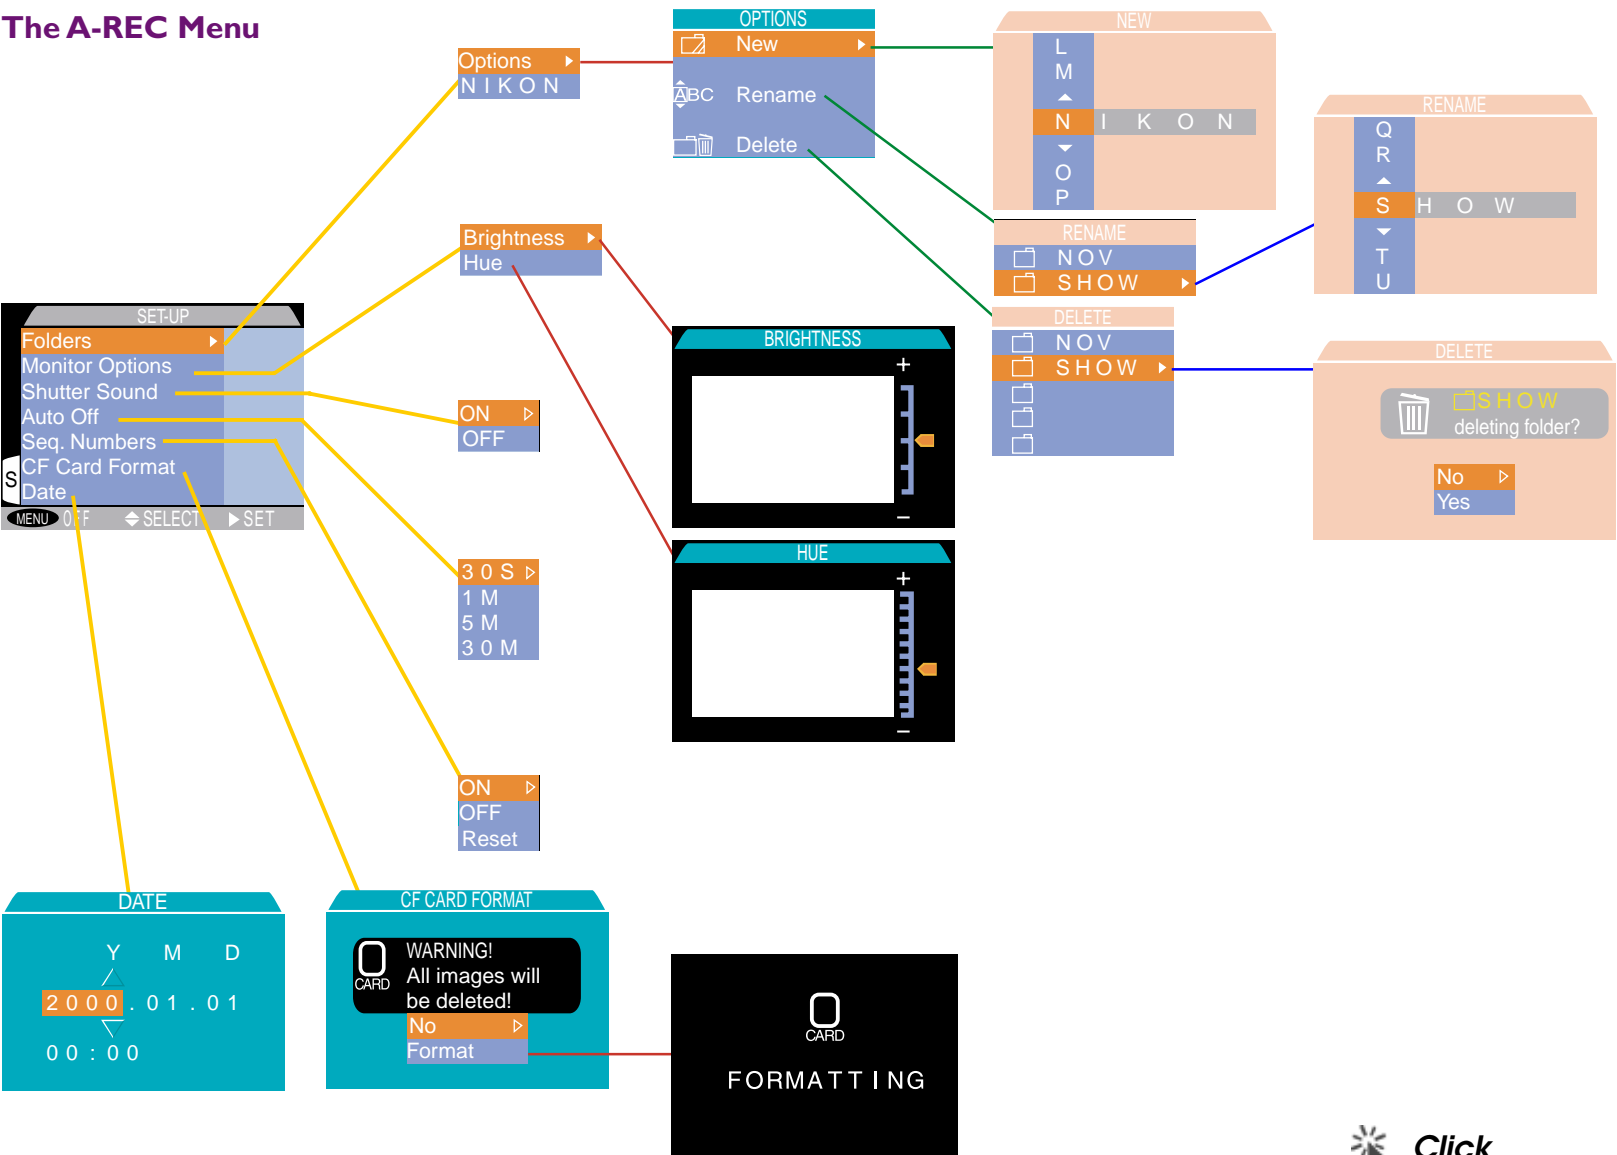 The A-REC Menu
SET-UP
Folders
Monitor Options
Shutter Sound
Auto Off
Seq. Numbers
CF Card Format
Date
S
MENU OFF SELECT SET
Options
NIKON
OPTIONS
New
ABC Rename
Delete
NEW
L
M
N I K O N
O
P
RENAME
NOV
SHOW
RENAME
Q
R
S H O W
T
U
DELETE
NOV
SHOW
DELETE
SHOW
deleting folder?
No
Yes
Brightness
Hue
BRIGHTNESS
+
−
HUE
+
−
ON
OFF
30S
1M
5M
30M
ON
OFF
Reset
DATE
Y M D
2000.01.01
00:00
CF CARD FORMAT
CARD
WARNING!
All images will
be deleted!
No
Format
CARD
FORMATTING
Click